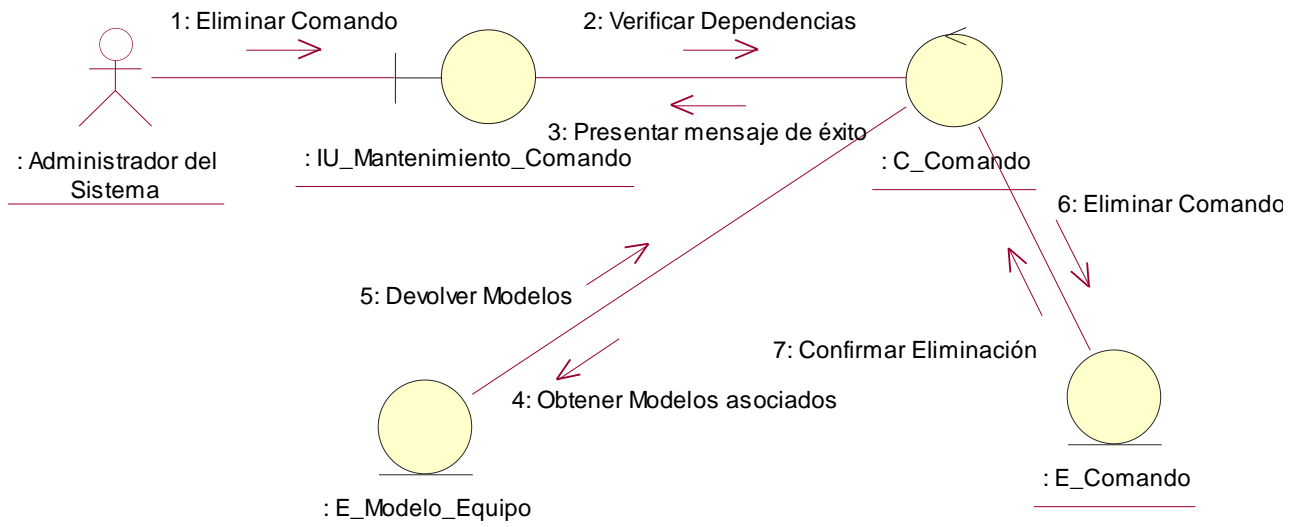 1: Eliminar Comando
2: Verificar Dependencias
3: Presentar mensaje de éxito
: Administrador del
Sistema
: IU_Mantenimiento_Comando
: C_Comando
6: Eliminar Comando
5: Devolver Modelos
7: Confirmar Eliminación
4: Obtener Modelos asociados
: E_Modelo_Equipo
: E_Comando